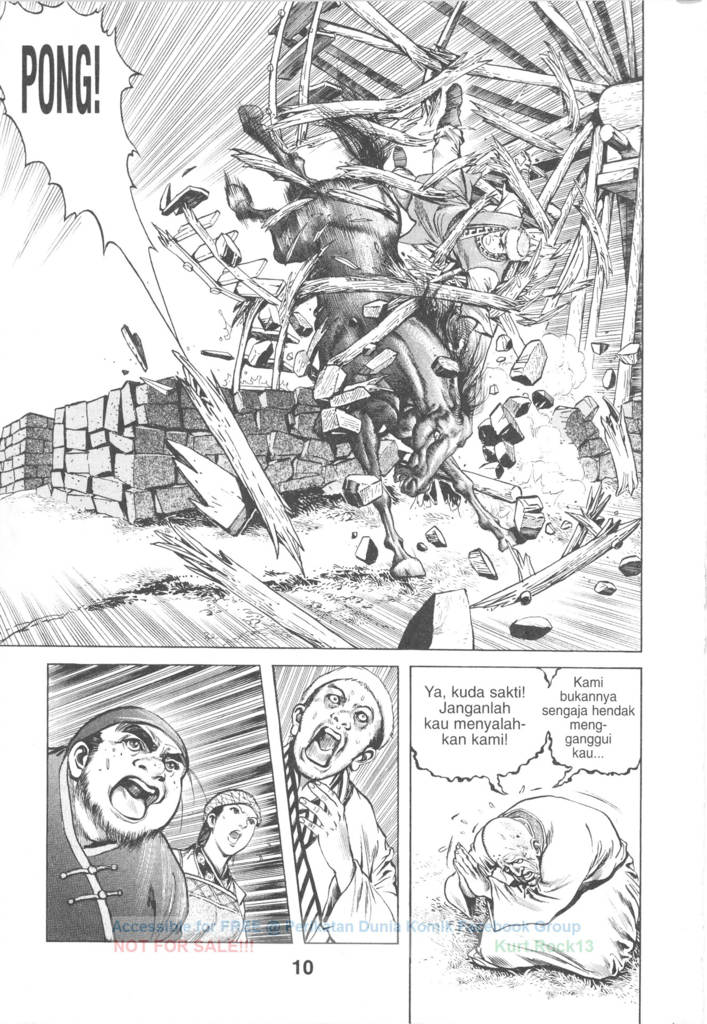 PONG!
Ya, kuda sakti!
Janganlah
kau menyalah-
kan kami!
Kami
bukannya
sengaja hendak
meng-
ganggui
kau...
Accessible for FREE @ Perikatan Dunia Komik Facebook Group
NOT FOR SALE!!!
Kurt Rock13
10